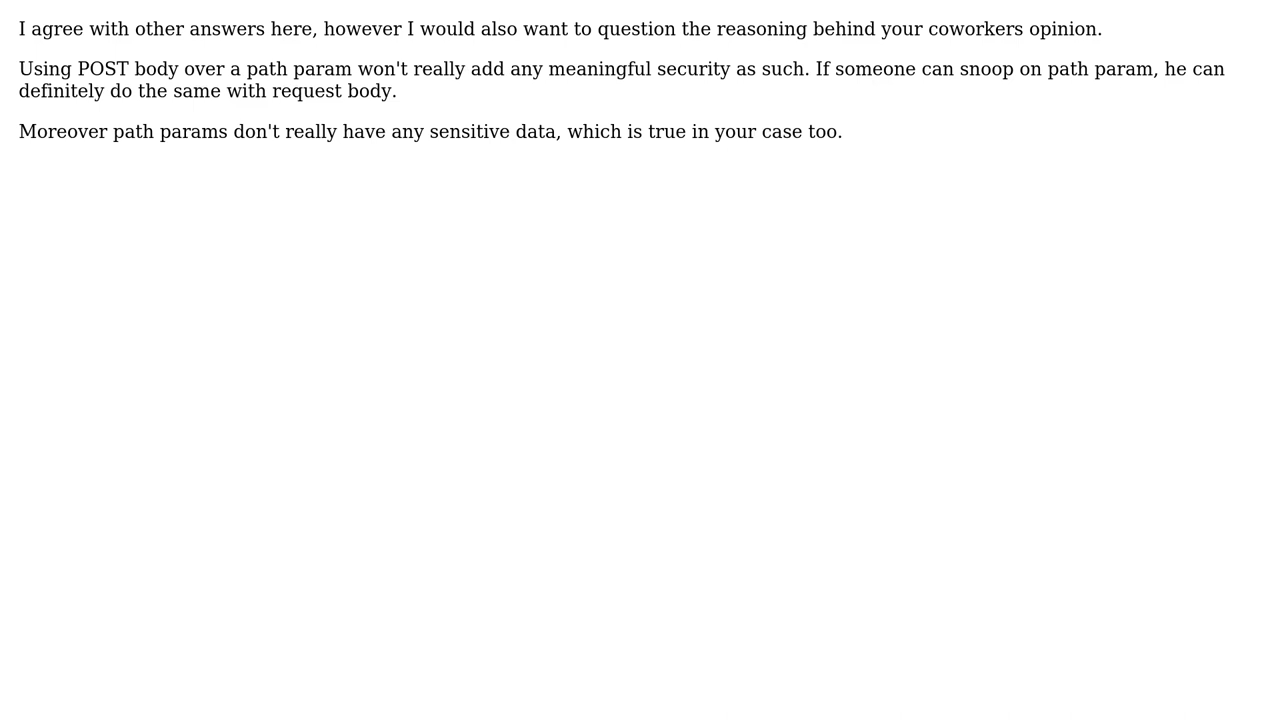 I agree with other answers here, however I would also want to question the reasoning behind your coworkers opinion.
Using POST body over a path param won't really add any meaningful security as such. If someone can snoop on path param, he can
definitely do the same with request body.
Moreover path params don't really have any sensitive data, which is true in your case too.